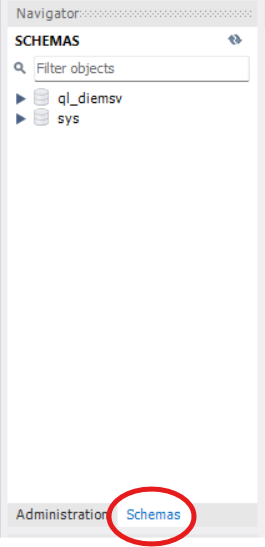 Navigator
SCHEMAS
Filter objects
ql_diemsv
sys
Administration Schemas